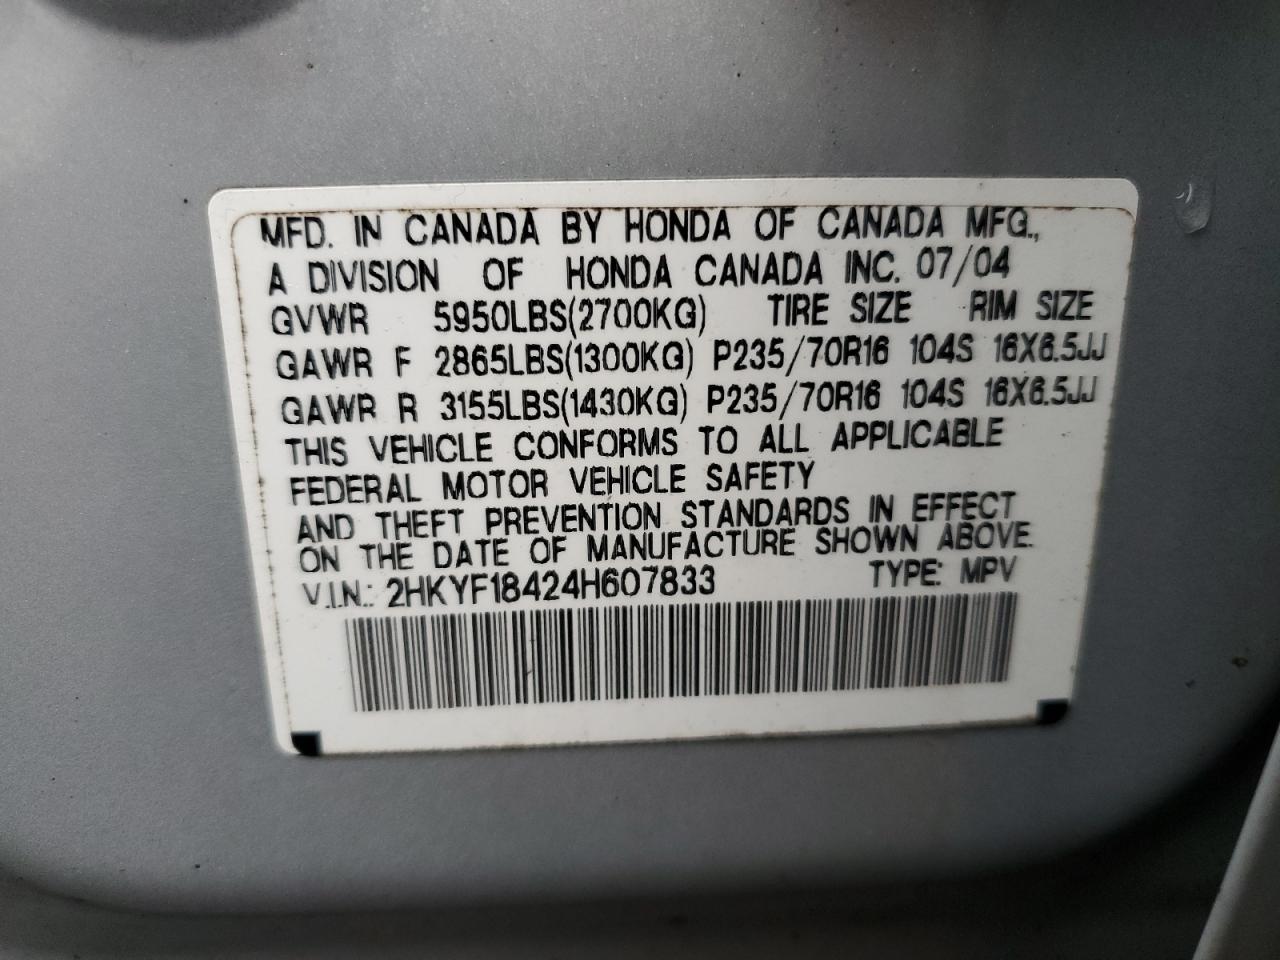 MFD. IN CANADA BY HONDA OF CANADA MFG.,
A DIVISION OF HONDA CANADA INC. 07/04
GVWR 5950LBS(2700KG) TIRE SIZE RIM SIZE
GAWR F 2865LBS(1300KG) P235/70R16 104S 16X6.5JJ
GAWR R 3155LBS(1430KG) P235/70R16 104S 16X6.5JJ
THIS VEHICLE CONFORMS TO ALL APPLICABLE
FEDERAL MOTOR VEHICLE SAFETY
AND THEFT PREVENTION STANDARDS IN EFFECT
ON THE DATE OF MANUFACTURE SHOWN ABOVE.
V.I.N.: 2HKYF18424H607833 TYPE: MPV